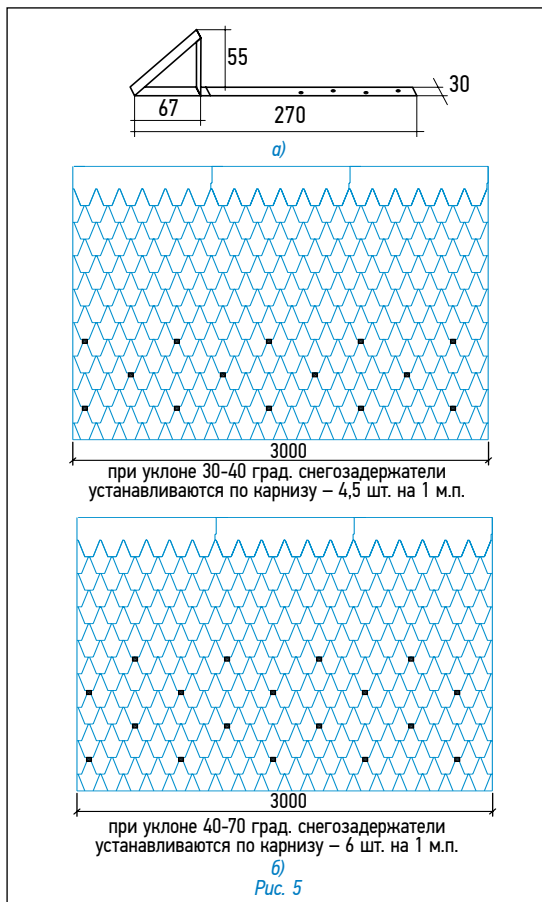 55
30
67
270
а)
3000
при уклоне 30-40 град. снегозадержатели
устанавливаются по карнизу – 4,5 шт. на 1 м.п.
3000
при уклоне 40-70 град. снегозадержатели
устанавливаются по карнизу – 6 шт. на 1 м.п.
б)
Рис. 5